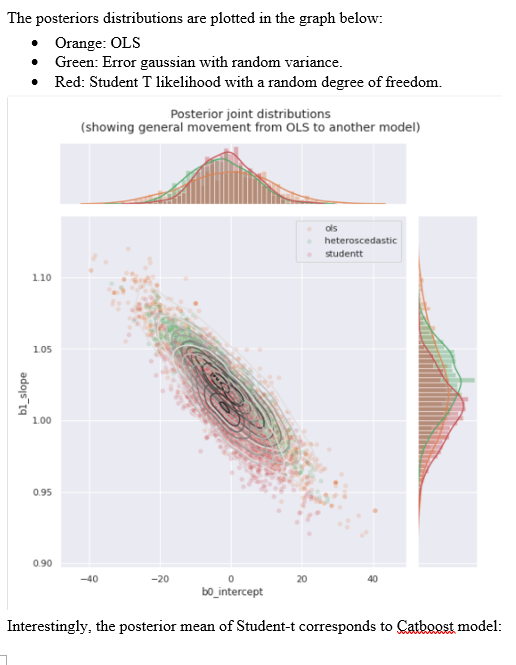 The posteriors distributions are plotted in the graph below:
• Orange: OLS
• Green: Error gaussian with random variance.
• Red: Student T likelihood with a random degree of freedom.
Posterior joint distributions
(showing general movement from OLS to another model)
ols
heteroscedastic
studentt
1.10
1.05
1.00
0.95
0.90
b1_slope
−40 −20 0 20 40
b0_intercept
Interestingly, the posterior mean of Student-t corresponds to Catboost model: